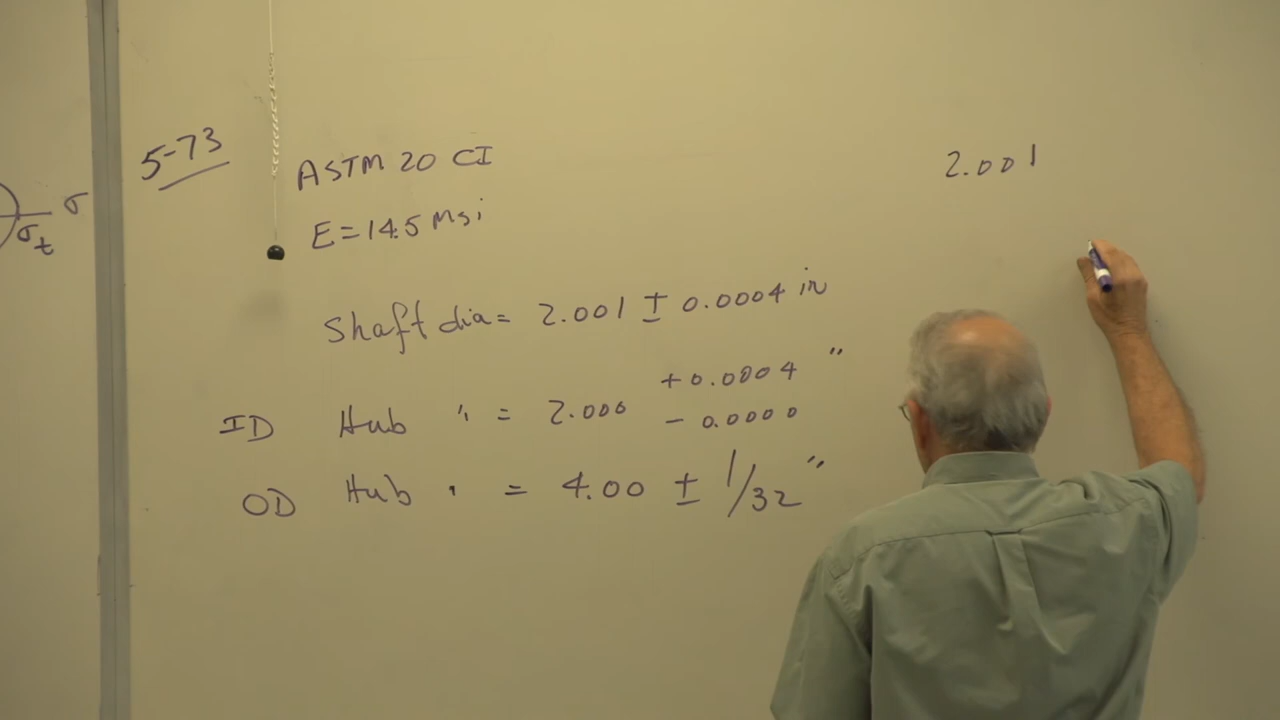 σ
σt
5-73
ASTM 20 CI
E = 14.5 Msi
Shaft dia = 2.001 ± 0.0004 in
ID Hub " = 2.000 +0.0004 - 0.0000 "
OD Hub " = 4.00 ± 1/32 "
2.001